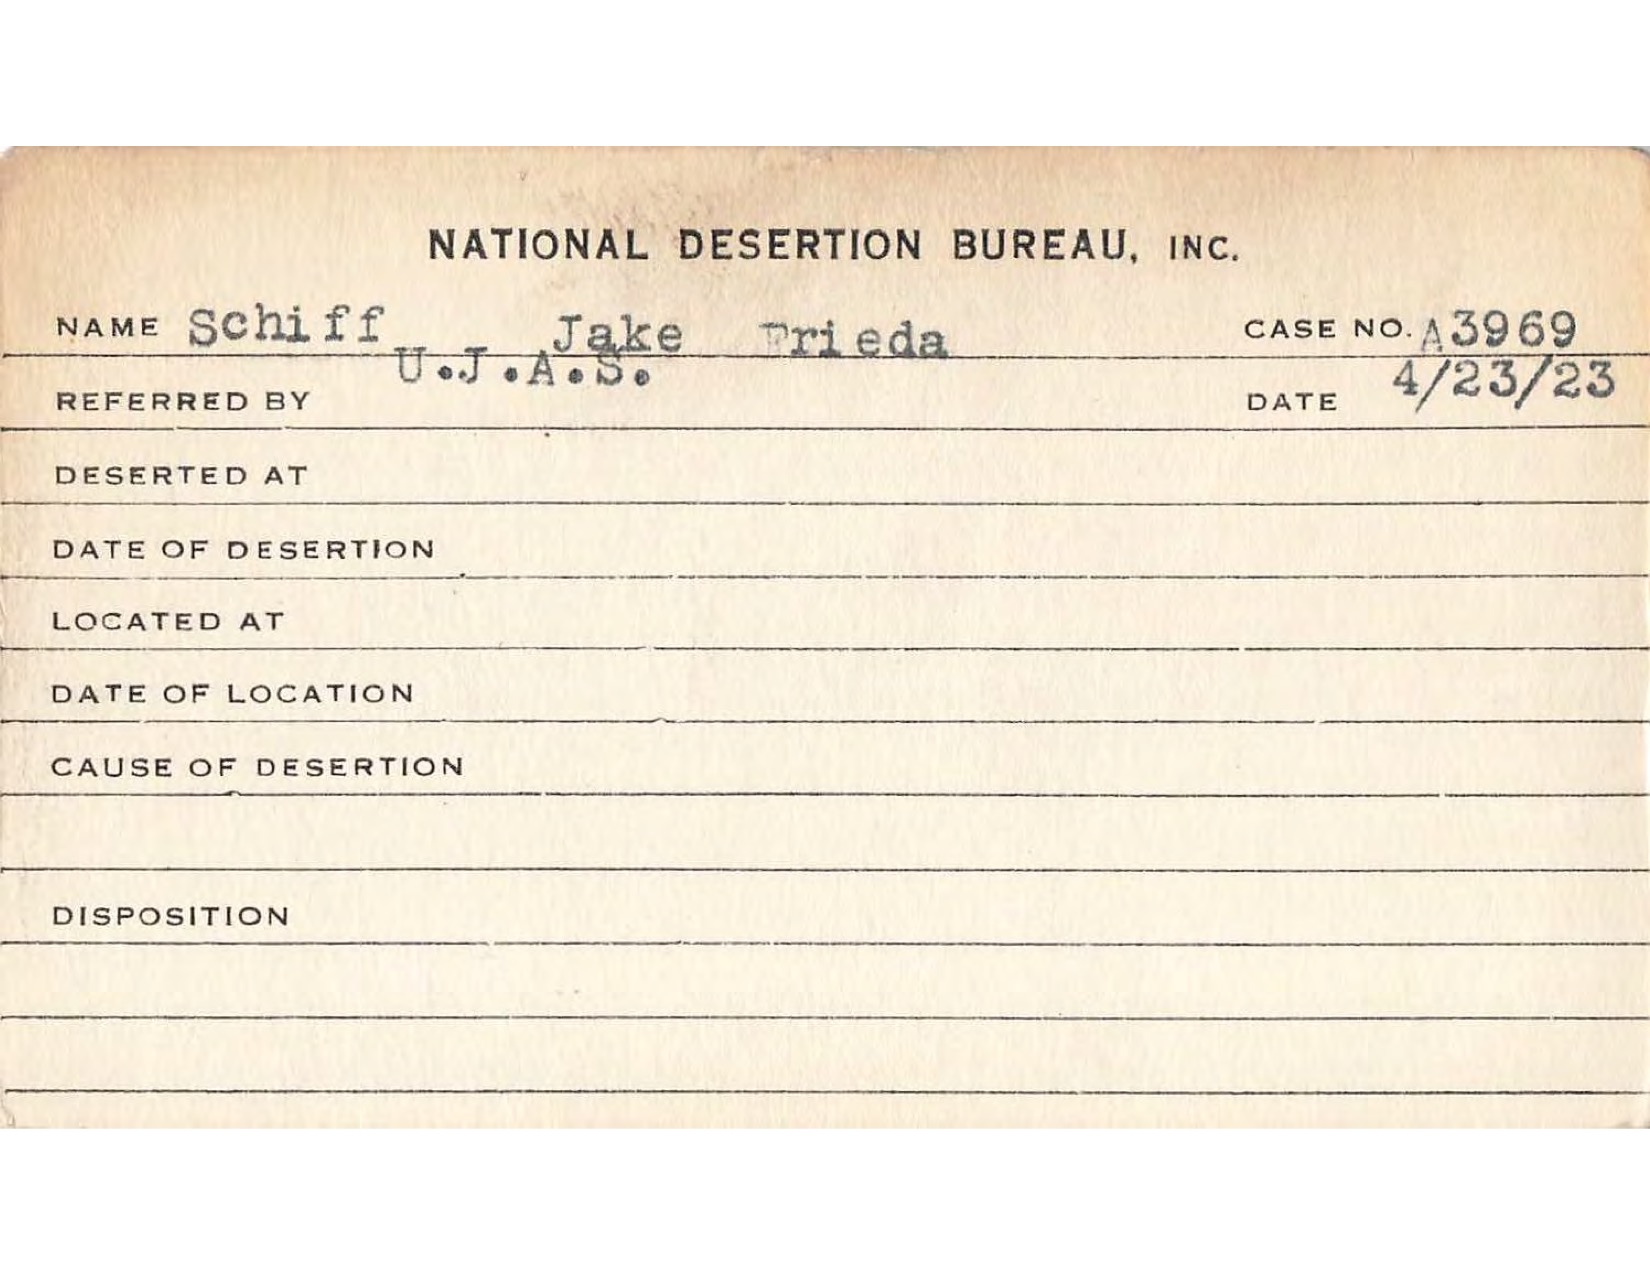 NATIONAL DESERTION BUREAU, INC.
NAME Schiff Jake Frieda CASE NO. A3969
REFERRED BY U.J.A.S. DATE 4/23/23
DESERTED AT
DATE OF DESERTION
LOCATED AT
DATE OF LOCATION
CAUSE OF DESERTION
DISPOSITION